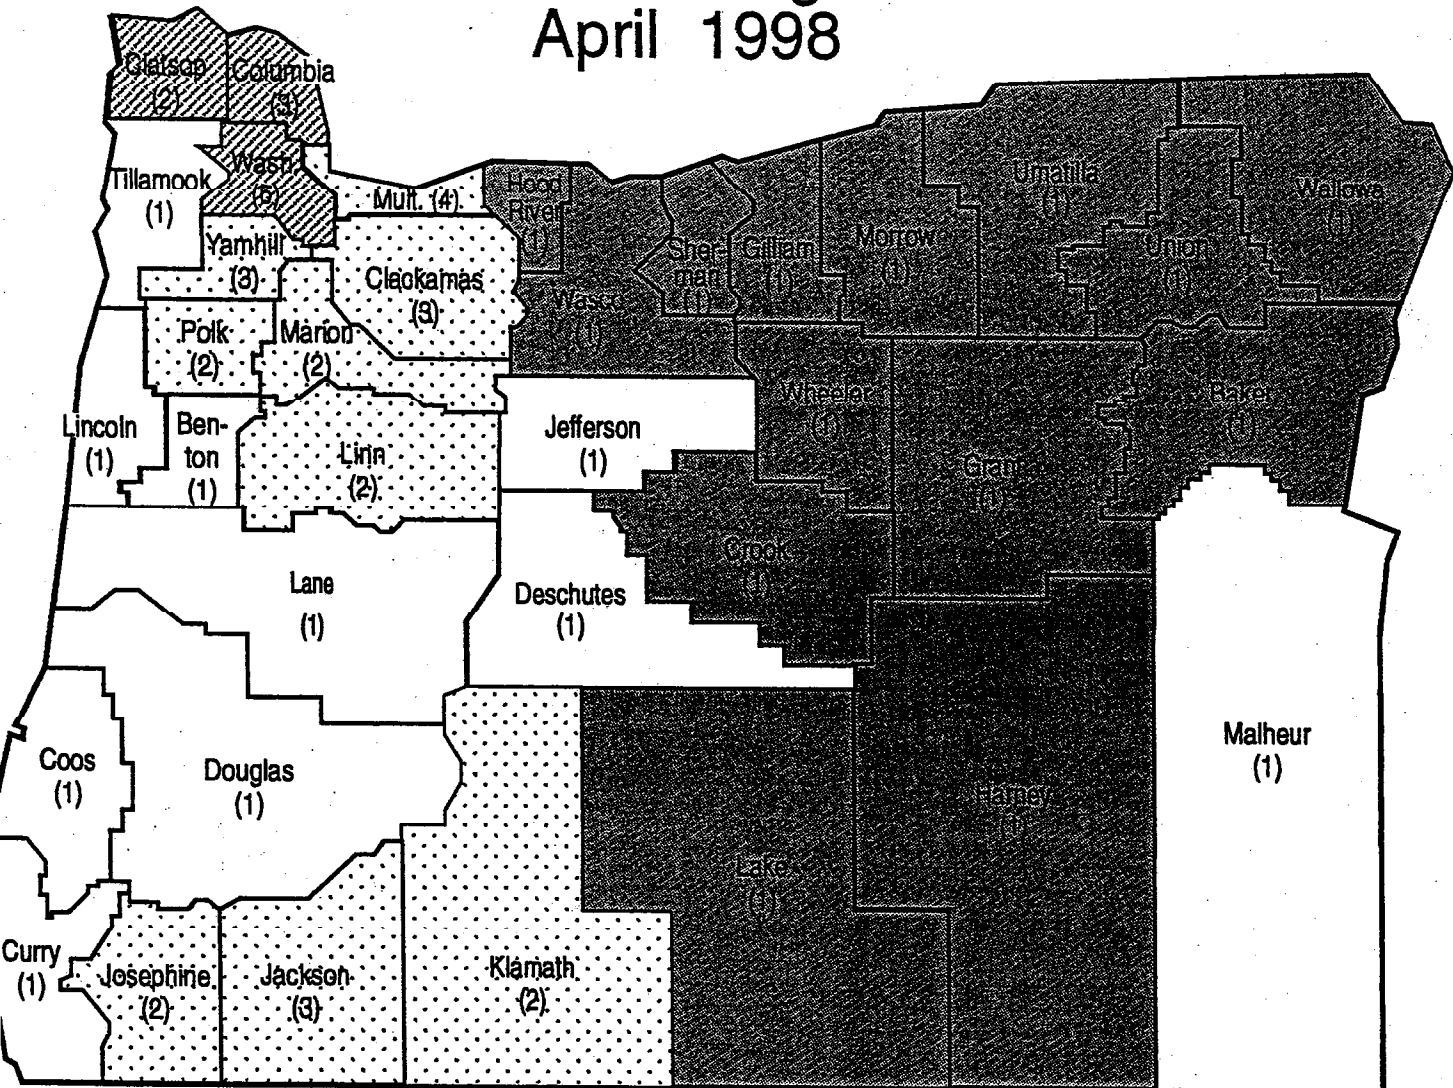 April 1998
Clatsop
(2)
Columbia
(3)
Tillamook
(1)
Wash.
Mult. (4)
Hood
River
(1)
Yamhill
(3)
Clackamas
(3)
Wasco
(1)
Sher-
man
(1)
Gilliam
(1)
Morrow
(1)
Umatilla
(1)
Union
(1)
Wallowa
(1)
Polk
(2)
Marion
(2)
Lincoln
(1)
Ben-
ton
(1)
Linn
(2)
Jefferson
(1)
Wheeler
(1)
Grant
(1)
Baker
(1)
Lane
(1)
Deschutes
(1)
Crook
(1)
Coos
(1)
Douglas
(1)
Lake
(1)
Harney
(1)
Malheur
(1)
Curry
(1)
Josephine
(2)
Jackson
(3)
Klamath
(2)